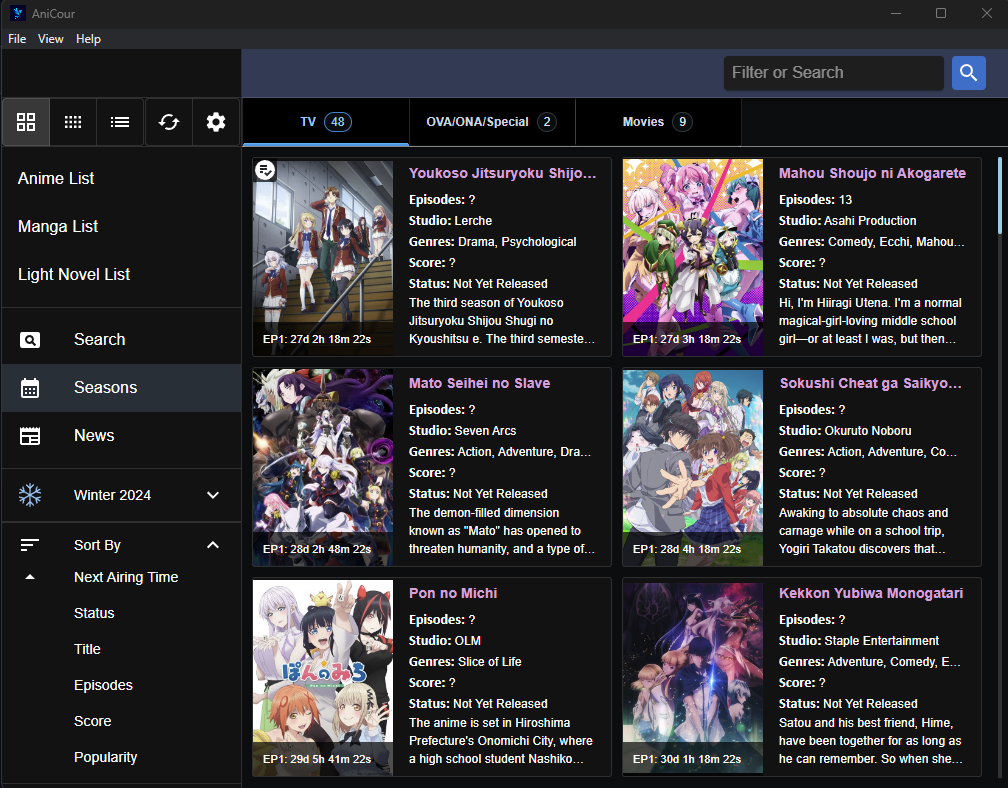 AniCour
File View Help
Filter or Search
TV 48
OVA/ONA/Special 2
Movies 9
Anime List
Manga List
Light Novel List
Search
Seasons
News
Winter 2024
Sort By
Next Airing Time
Status
Title
Episodes
Score
Popularity
Youkoso Jitsuryoku Shijo...
Episodes: ?
Studio: Lerche
Genres: Drama, Psychological
Score: ?
Status: Not Yet Released
The third season of Youkoso
Jitsuryoku Shijou Shugi no
Kyoushitsu e. The third semeste...
EP1: 27d 2h 18m 22s
Mahou Shoujo ni Akogarete
Episodes: 13
Studio: Asahi Production
Genres: Comedy, Ecchi, Mahou...
Score: ?
Status: Not Yet Released
Hi, I'm Hiiragi Utena. I'm a normal
magical-girl-loving middle school
girl—or at least I was, but then...
EP1: 27d 3h 18m 22s
Mato Seihei no Slave
Episodes: ?
Studio: Seven Arcs
Genres: Action, Adventure, Dra...
Score: ?
Status: Not Yet Released
The demon-filled dimension
known as "Mato" has opened to
threaten humanity, and a type of...
EP1: 28d 2h 48m 22s
Sokushi Cheat ga Saikyo...
Episodes: ?
Studio: Okuruto Noboru
Genres: Action, Adventure, Co...
Score: ?
Status: Not Yet Released
Awaking to absolute chaos and
carnage while on a school trip,
Yogiri Takatou discovers that...
EP1: 28d 4h 18m 22s
Pon no Michi
Episodes: ?
Studio: OLM
Genres: Slice of Life
Score: ?
Status: Not Yet Released
The anime is set in Hiroshima
Prefecture's Onomichi City, where
a high school student Nashiko...
ぽんのみち
EP1: 29d 5h 41m 22s
Kekkon Yubiwa Monogatari
Episodes: ?
Studio: Staple Entertainment
Genres: Adventure, Comedy, E...
Score: ?
Status: Not Yet Released
Satou and his best friend, Hime,
have been together for as long as
he can remember. So when she...
EP1: 30d 1h 18m 22s